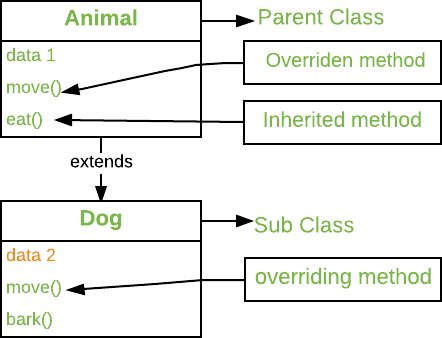 Animal
Parent Class
data 1
Overriden method
move()
eat()
Inherited method
extends
Dog
Sub Class
data 2
move()
overriding method
bark()